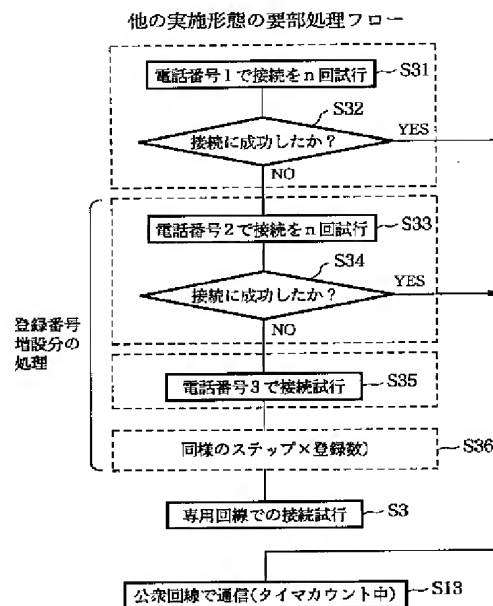 他の実施形態の要部処理フロー
電話番号1で接続をn回試行
S31
S32
接続に成功したか?
YES
NO
電話番号2で接続をn回試行
S33
S34
接続に成功したか?
YES
NO
登録番号
増設分の
処理
電話番号3で接続試行
S35
同様のステップ×登録数)
S36
専用回線での接続試行
S3
公衆回線で通信(タイマカウント中)
S13